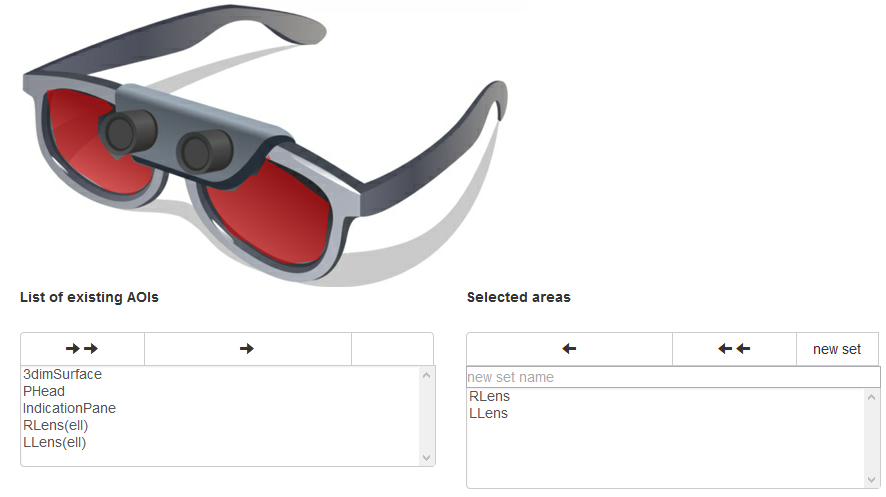 List of existing AOIs
Selected areas
new set
new set name
3dimSurface
PHead
IndicationPane
RLens(ell)
LLens(ell)
RLens
LLens